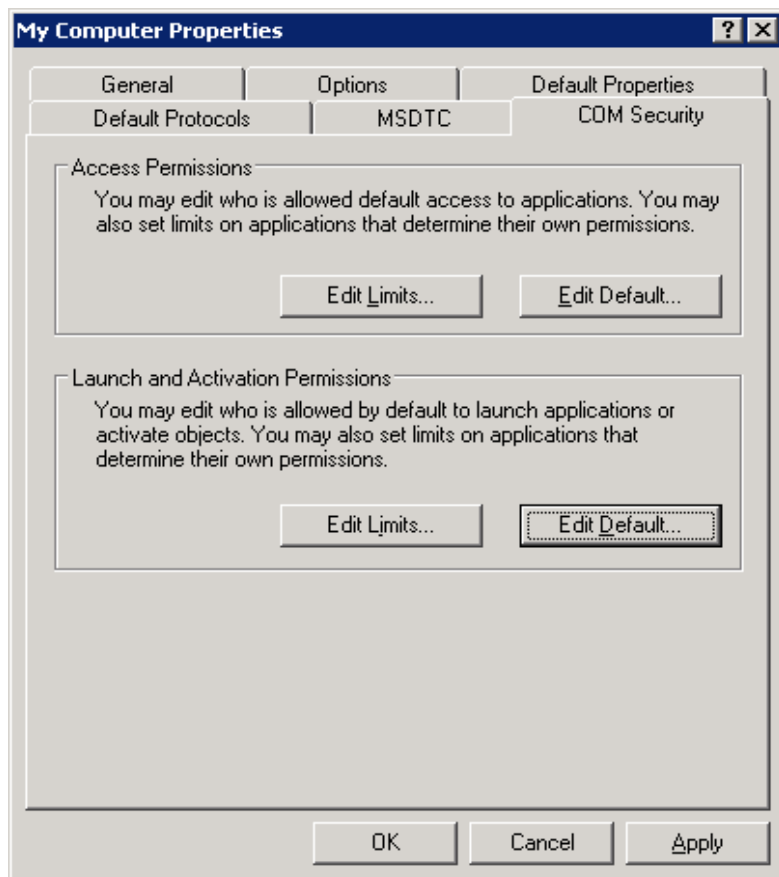 My Computer Properties
General Options Default Properties
Default Protocols MSDTC COM Security
Access Permissions
You may edit who is allowed default access to applications. You may
also set limits on applications that determine their own permissions.
Edit Limits... Edit Default...
Launch and Activation Permissions
You may edit who is allowed by default to launch applications or
activate objects. You may also set limits on applications that
determine their own permissions.
Edit Limits... Edit Default...
OK Cancel Apply